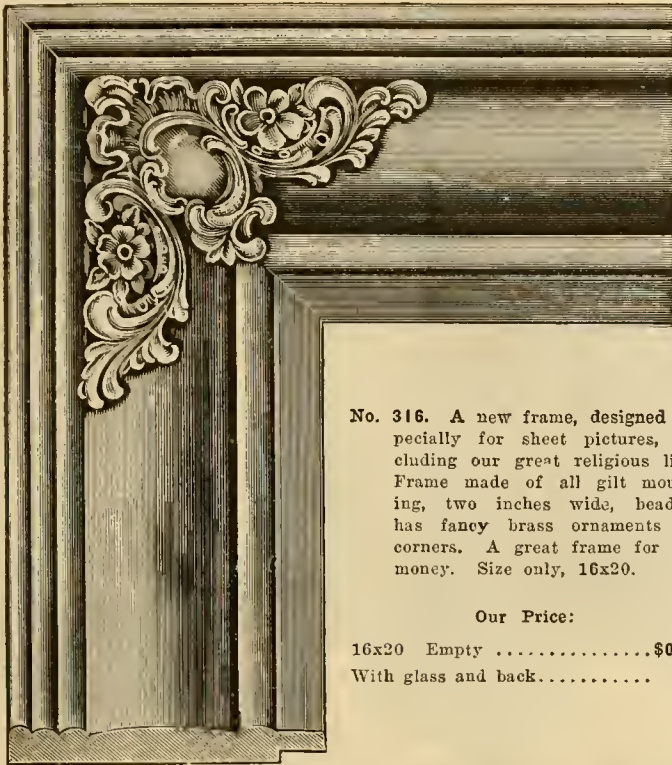 No. 316. A new frame, designed
pecially for sheet pictures,
cluding our great religious li
Frame made of all gilt mou
ing, two inches wide, bead
has fancy brass ornaments
corners. A great frame for
money. Size only, 16x20.
Our Price:
16x20 Empty ...............$0
With glass and back...........